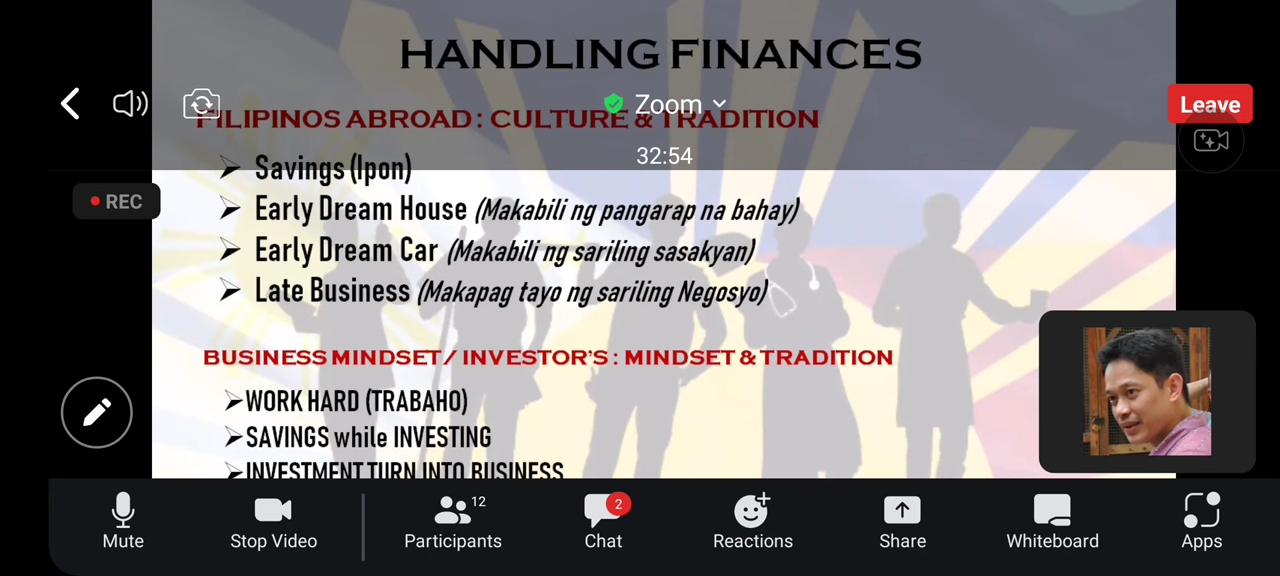 HANDLING FINANCES
Zoom
Leave
FILIPINOS ABROAD : CULTURE & TRADITION
32:54
Savings (Ipon)
REC
Early Dream House (Makabili ng pangarap na bahay)
Early Dream Car (Makabili ng sariling sasakyan)
Late Business (Makapag tayo ng sariling Negosyo)
BUSINESS MINDSET / INVESTOR'S : MINDSET & TRADITION
WORK HARD (TRABAHO)
SAVINGS while INVESTING
INVESTMENT TURN INTO BUSINESS
12
2
Mute Stop Video Participants Chat Reactions Share Whiteboard Apps